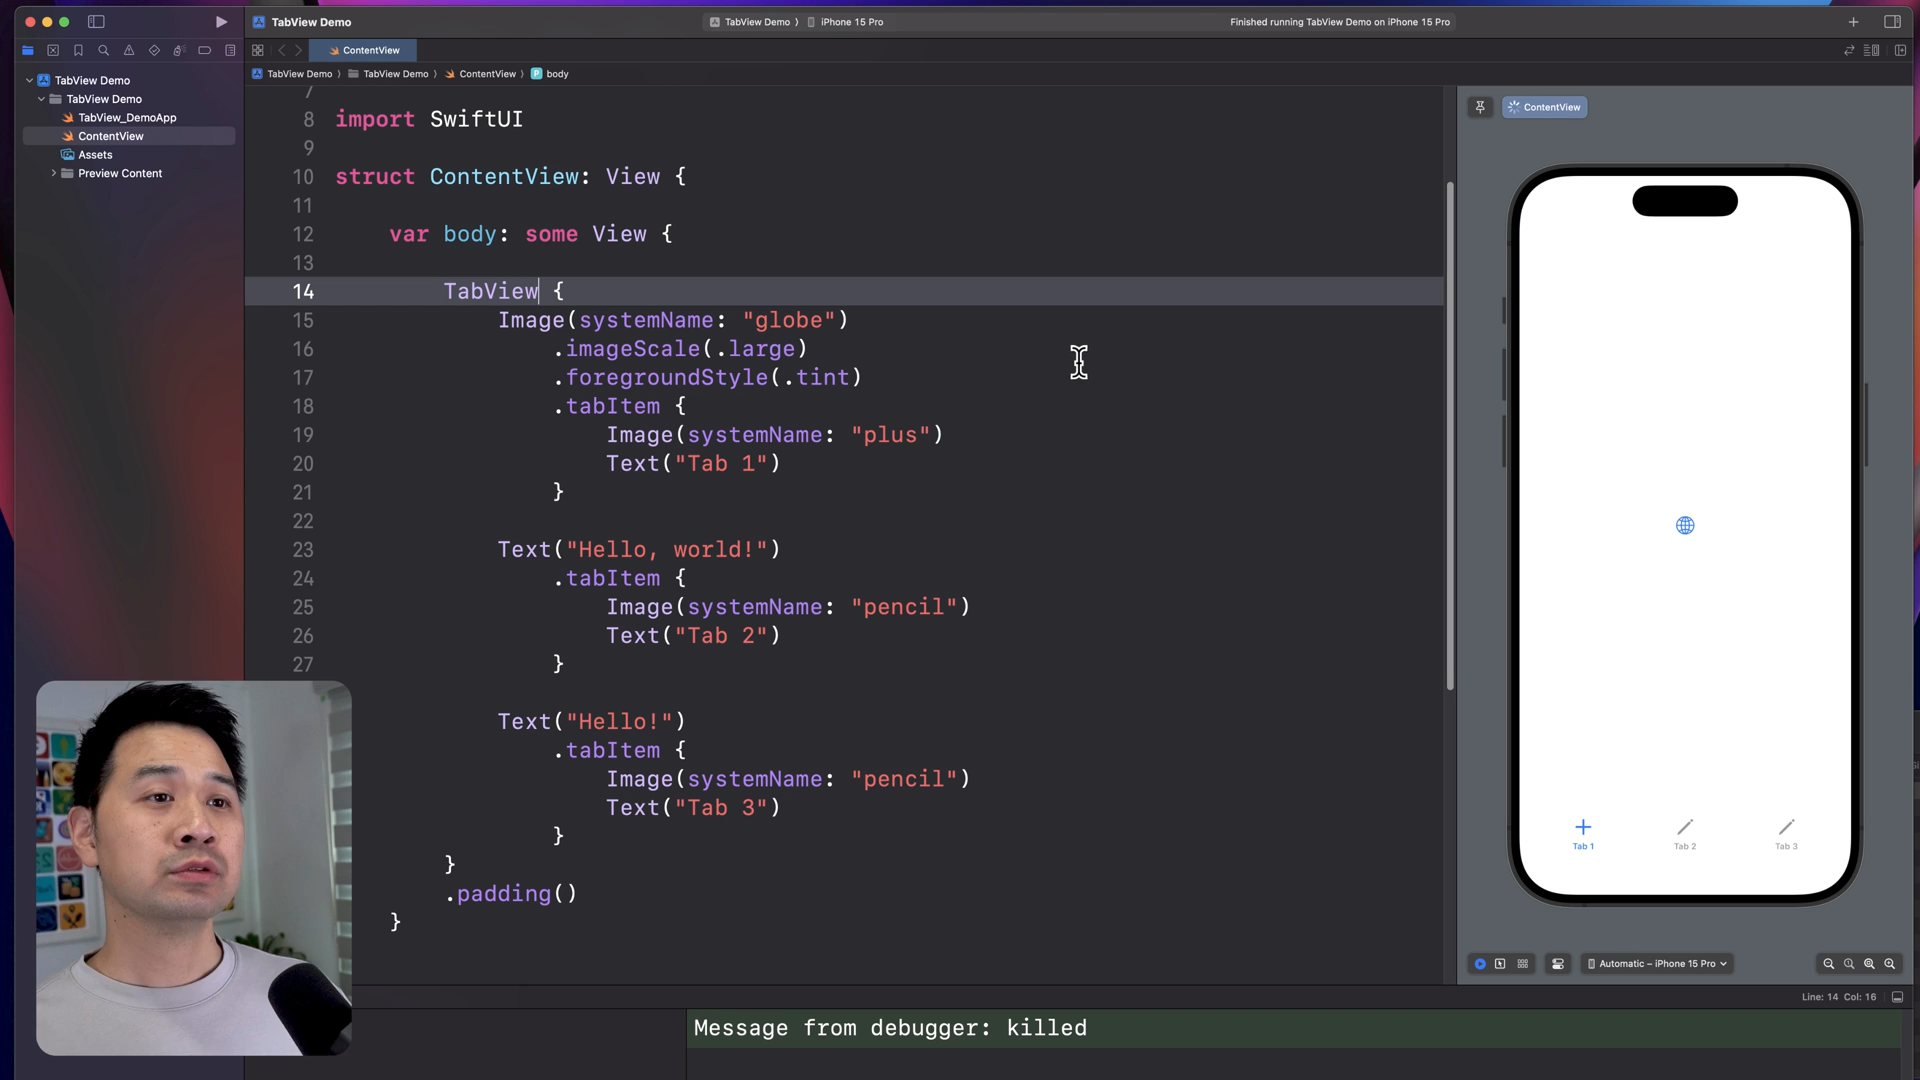 TabView Demo
TabView Demo 〉 iPhone 15 Pro
Finished running TabView Demo on iPhone 15 Pro
ContentView
TabView Demo 〉 TabView Demo 〉 ContentView 〉 P body
TabView Demo
TabView Demo
TabView_DemoApp
ContentView
Assets
Preview Content
7
8 import SwiftUI
9
10 struct ContentView: View {
11
12 var body: some View {
13
14 TabView {
15 Image(systemName: "globe")
16 .imageScale(.large)
17 .foregroundStyle(.tint)
18 .tabItem {
19 Image(systemName: "plus")
20 Text("Tab 1")
21 }
22
23 Text("Hello, world!")
24 .tabItem {
25 Image(systemName: "pencil")
26 Text("Tab 2")
27 }
Text("Hello!")
.tabItem {
Image(systemName: "pencil")
Text("Tab 3")
}
}
.padding()
}
ContentView
Tab 1
Tab 2
Tab 3
Automatic – iPhone 15 Pro
Line: 14 Col: 16
Message from debugger: killed